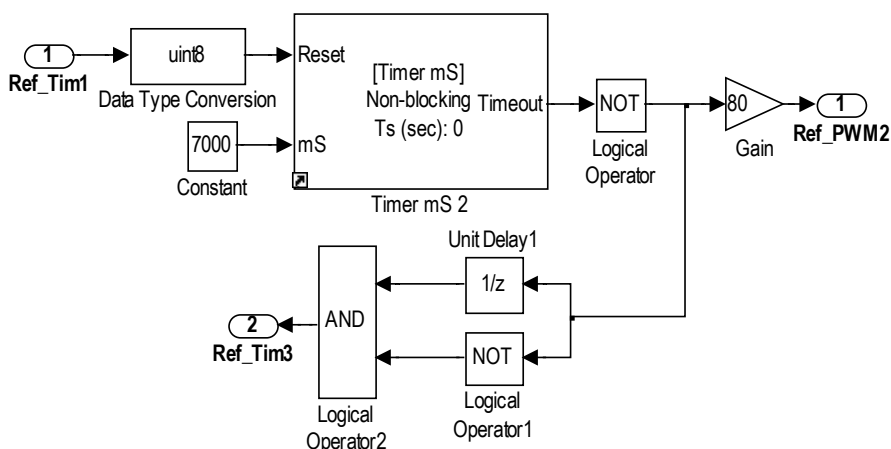 1
Ref_Tim1
uint8
Data Type Conversion
7000
Constant
Reset
mS
[Timer mS]
Non-blocking
Ts (sec): 0
Timeout
Timer mS 2
NOT
Logical
Operator
80
Gain
1
Ref_PWM2
Unit Delay1
1/z
NOT
Logical
Operator1
AND
Logical
Operator2
2
Ref_Tim3